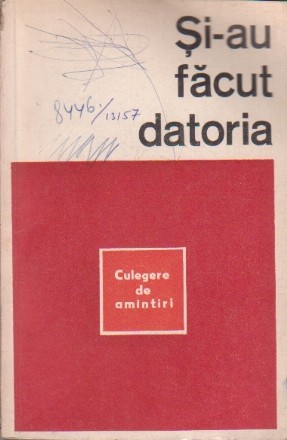 Și-au
făcut
datoria
8446/13157
Culegere
de
amintiri